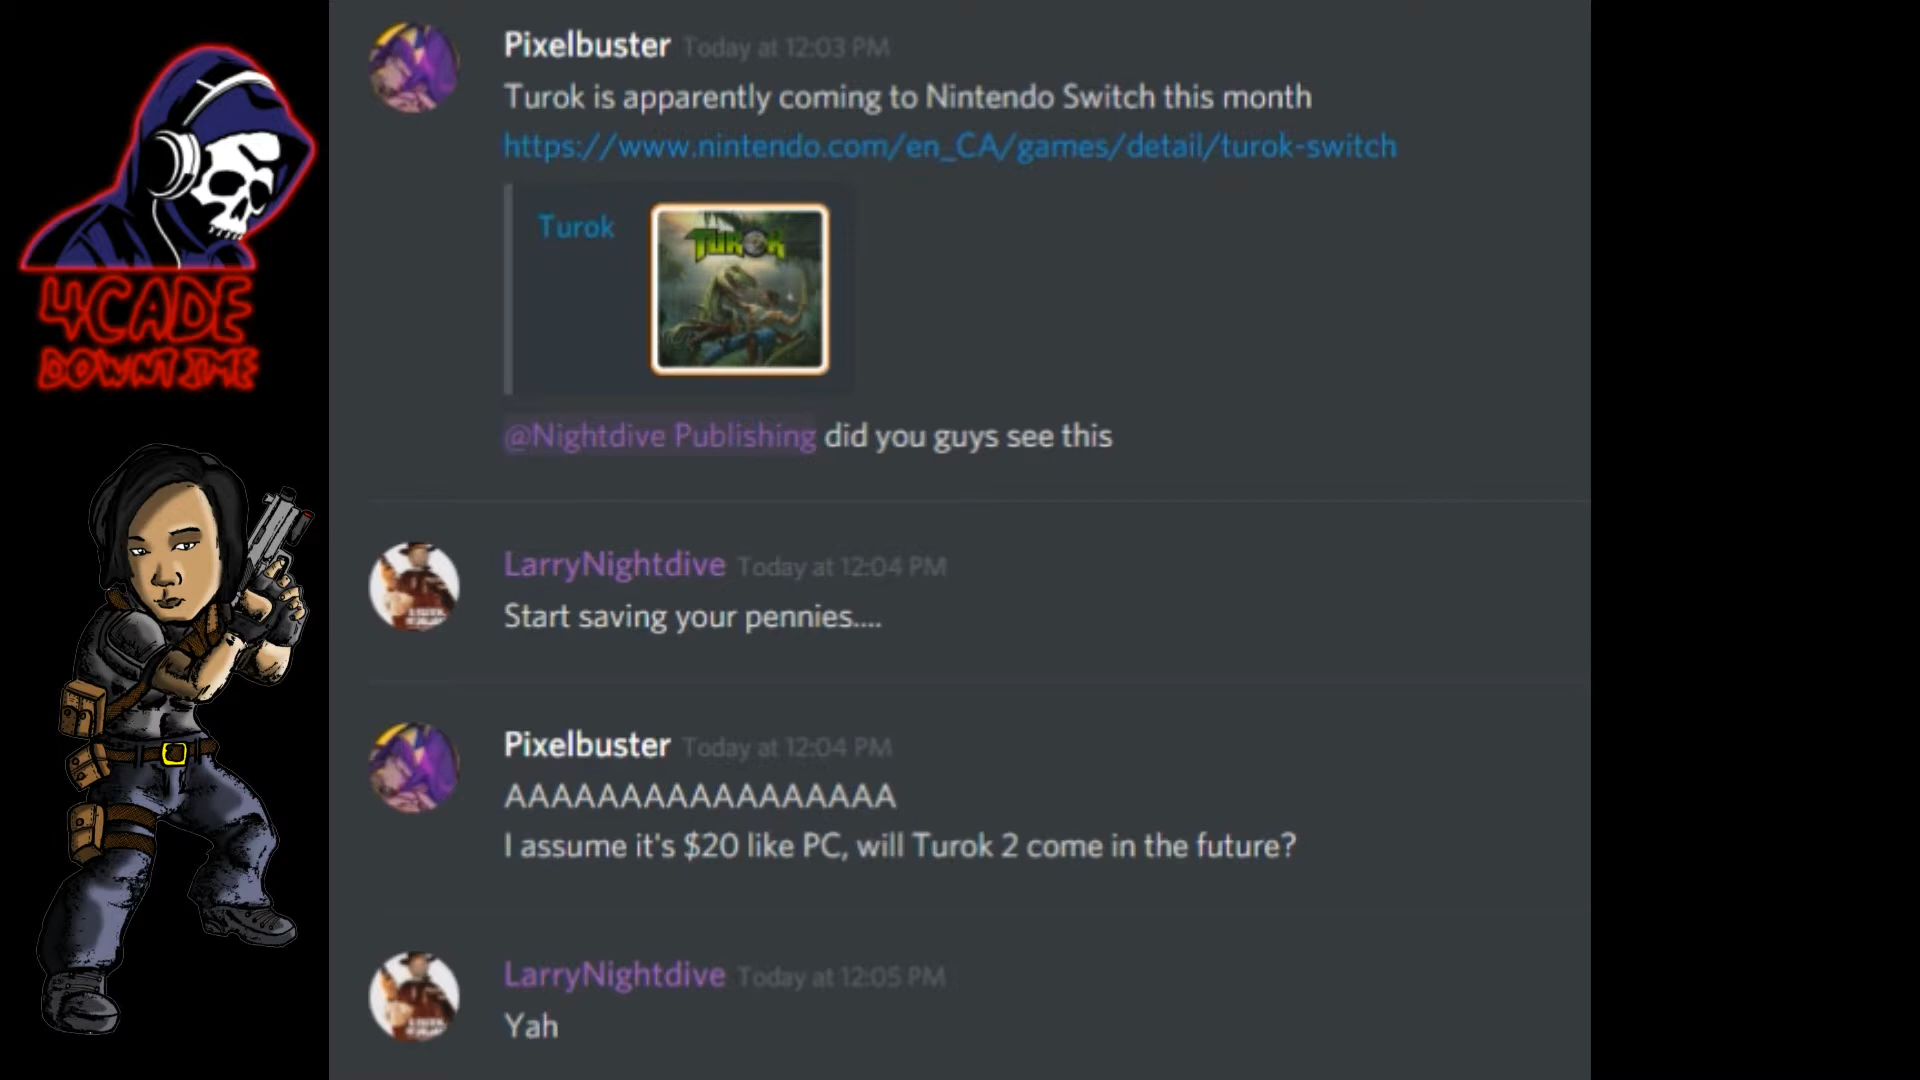 4CADE
DOWNTIME
Pixelbuster Today at 12:03 PM
Turok is apparently coming to Nintendo Switch this month
https://www.nintendo.com/en_CA/games/detail/turok-switch
Turok
TUROK
@Nightdive Publishing did you guys see this
LarryNightdive Today at 12:04 PM
Start saving your pennies....
Pixelbuster Today at 12:04 PM
AAAAAAAAAAAAAAAAA
I assume it's $20 like PC, will Turok 2 come in the future?
LarryNightdive Today at 12:05 PM
Yah